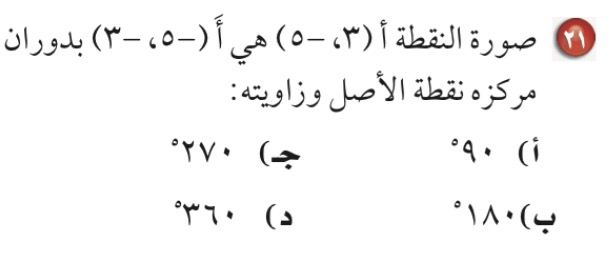 ٢١ صورة النقطة أ (٣، -٥) هي أَ (-٥، -٣) بدوران
مركزه نقطة الأصل وزاويته:
أ) ٩٠° جـ) ٢٧٠°
ب) ١٨٠° د) ٣٦٠°